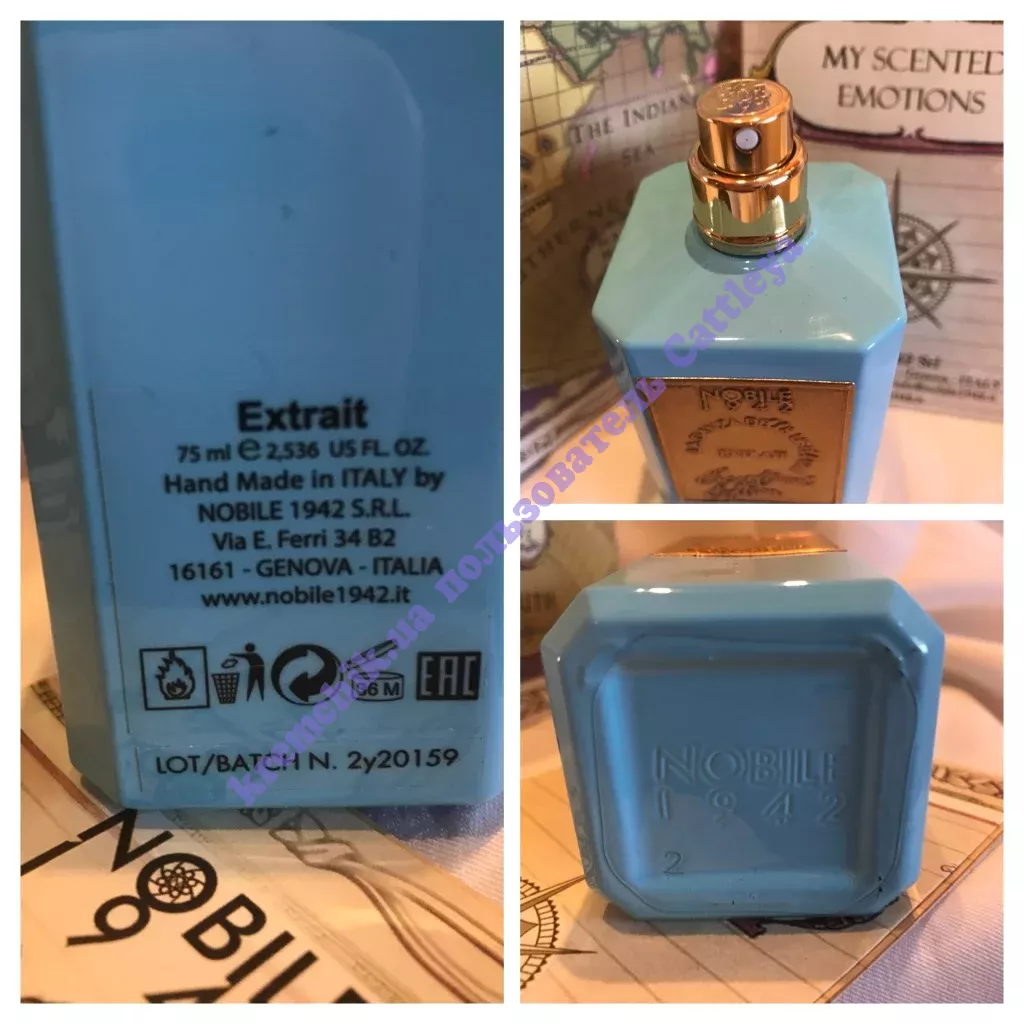 Extrait
75 ml e 2,536 US FL. OZ.
Hand Made in ITALY by
NOBILE 1942 S.R.L.
Via E. Ferri 34 B2
16161 - GENOVA - ITALIA
www.nobile1942.it
36 M
EAC
LOT/BATCH N. 2y20159
NOBILE
194
THE INDIAN
SEA
MY SCENTED
EMOTIONS
NOBILE
1942
NOBILE
1942
2
kremchik.ua пользователь Cattleya